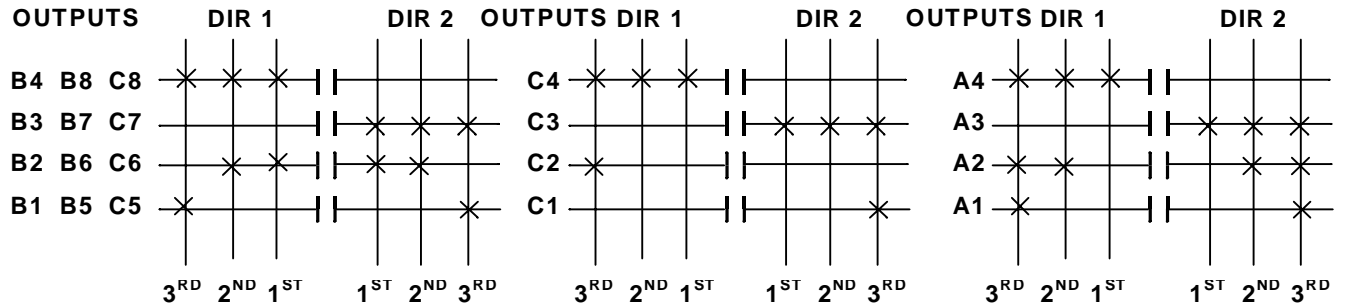 OUTPUTS DIR 1 DIR 2 OUTPUTS DIR 1 DIR 2 OUTPUTS DIR 1 DIR 2
B4 B8 C8 C4 A4
B3 B7 C7 C3 A3
B2 B6 C6 C2 A2
B1 B5 C5 C1 A1
3RD 2ND 1ST 1ST 2ND 3RD 3RD 2ND 1ST 1ST 2ND 3RD 3RD 2ND 1ST 1ST 2ND 3RD